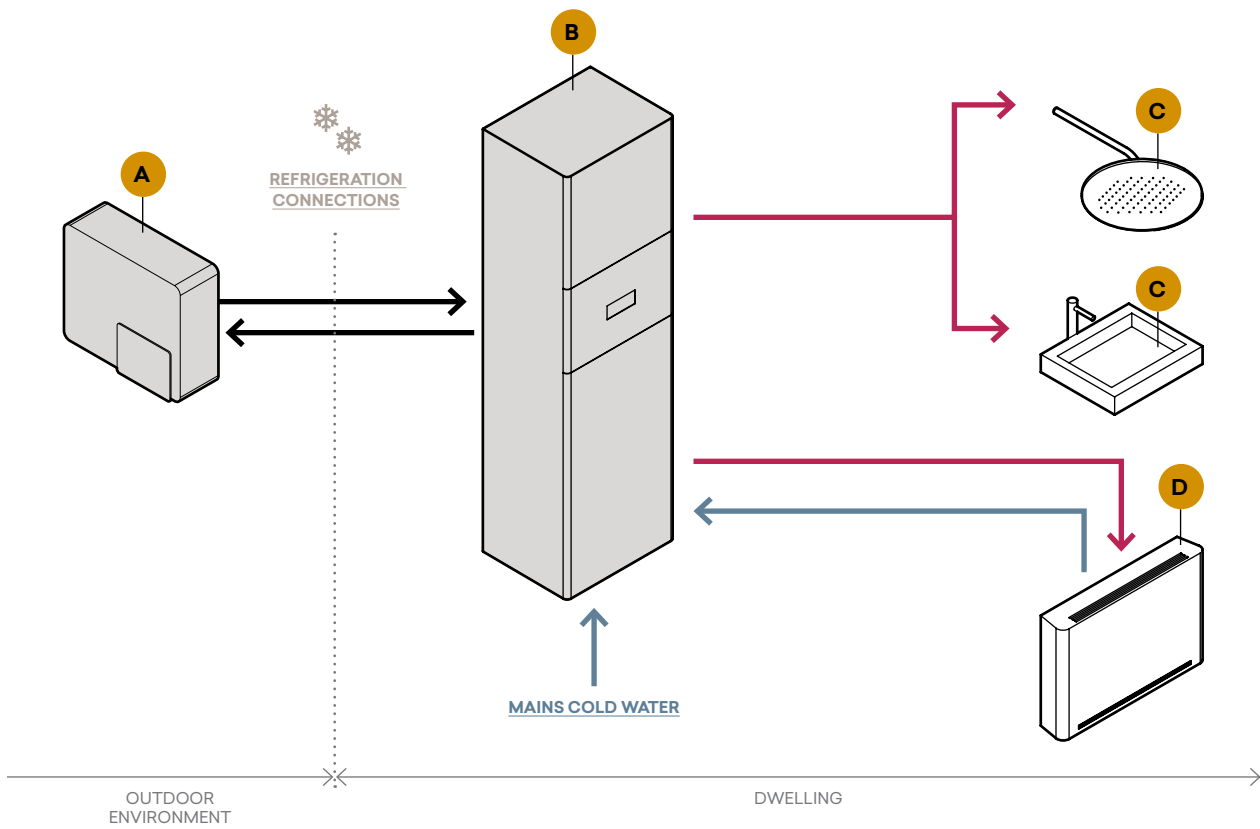 B
C
A
REFRIGERATION
CONNECTIONS
C
D
MAINS COLD WATER
OUTDOOR
ENVIRONMENT
DWELLING